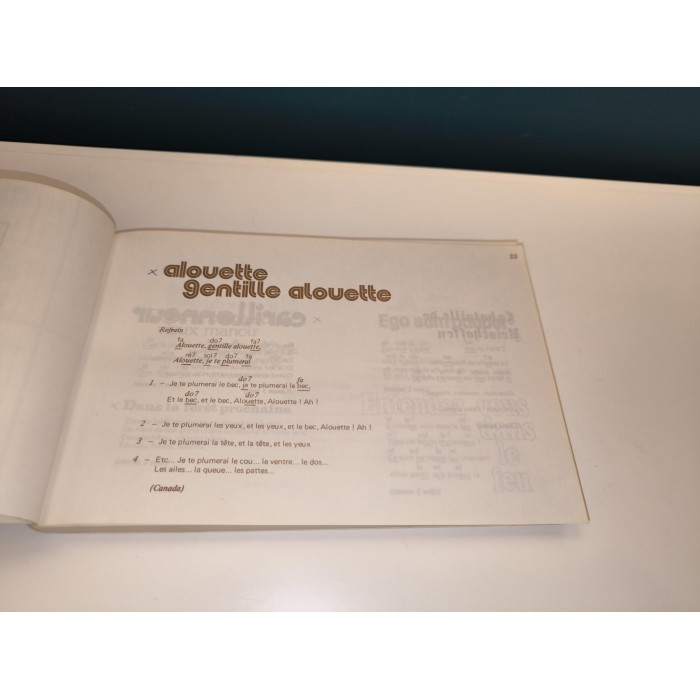 23
× alouette
gentille alouette
Refrain :
fa do7 fa7
Alouette, gentille alouette,
ré7 sol7 do7 fa
Alouette, je te plumerai
do7 fa
1 – Je te plumerai le bec, je te plumerai le bec,
do7 do7
Et le bec, et le bec, Alouette, Alouette ! Ah !
2 – Je te plumerai les yeux, et les yeux, et le bec, Alouette ! Ah !
3 – Je te plumerai la tête, et la tête, et les yeux
4 – Etc... Je te plumerai le cou... le ventre... le dos...
Les ailes... la queue... les pattes...
(Canada)